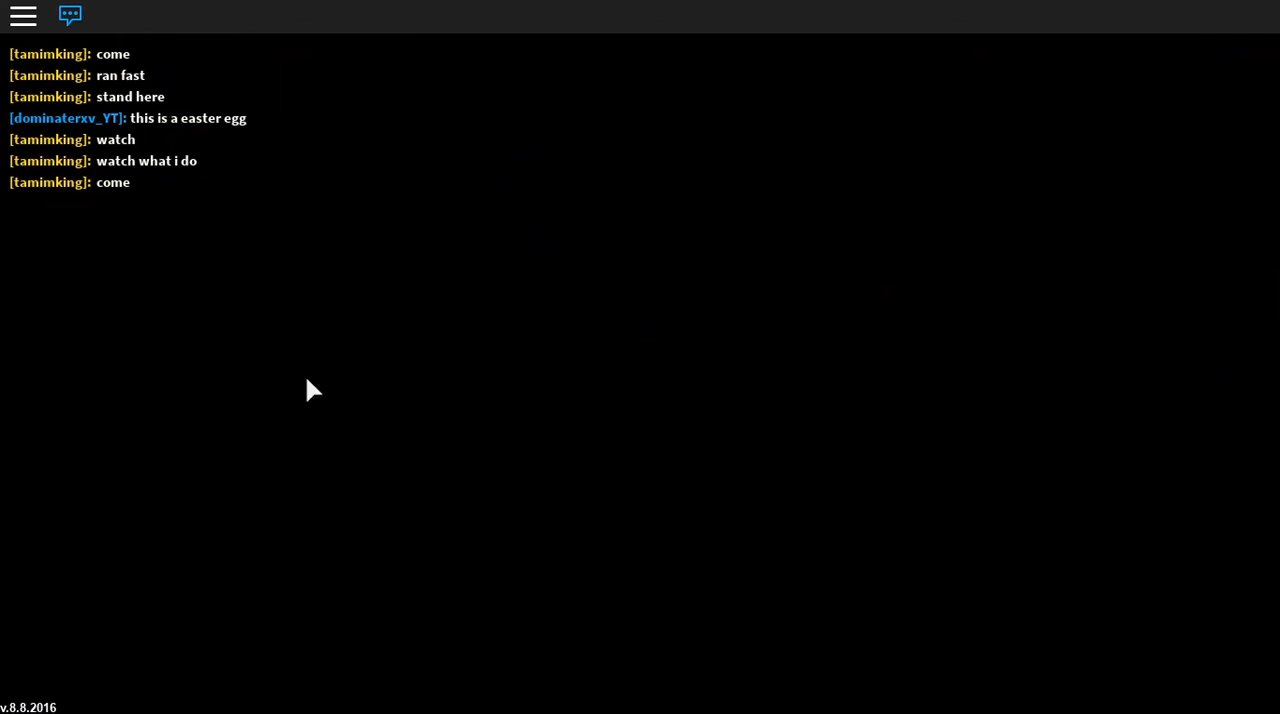 [tamimking]: come
[tamimking]: ran fast
[tamimking]: stand here
[dominaterxv_YT]: this is a easter egg
[tamimking]: watch
[tamimking]: watch what i do
[tamimking]: come
v.8.8.2016